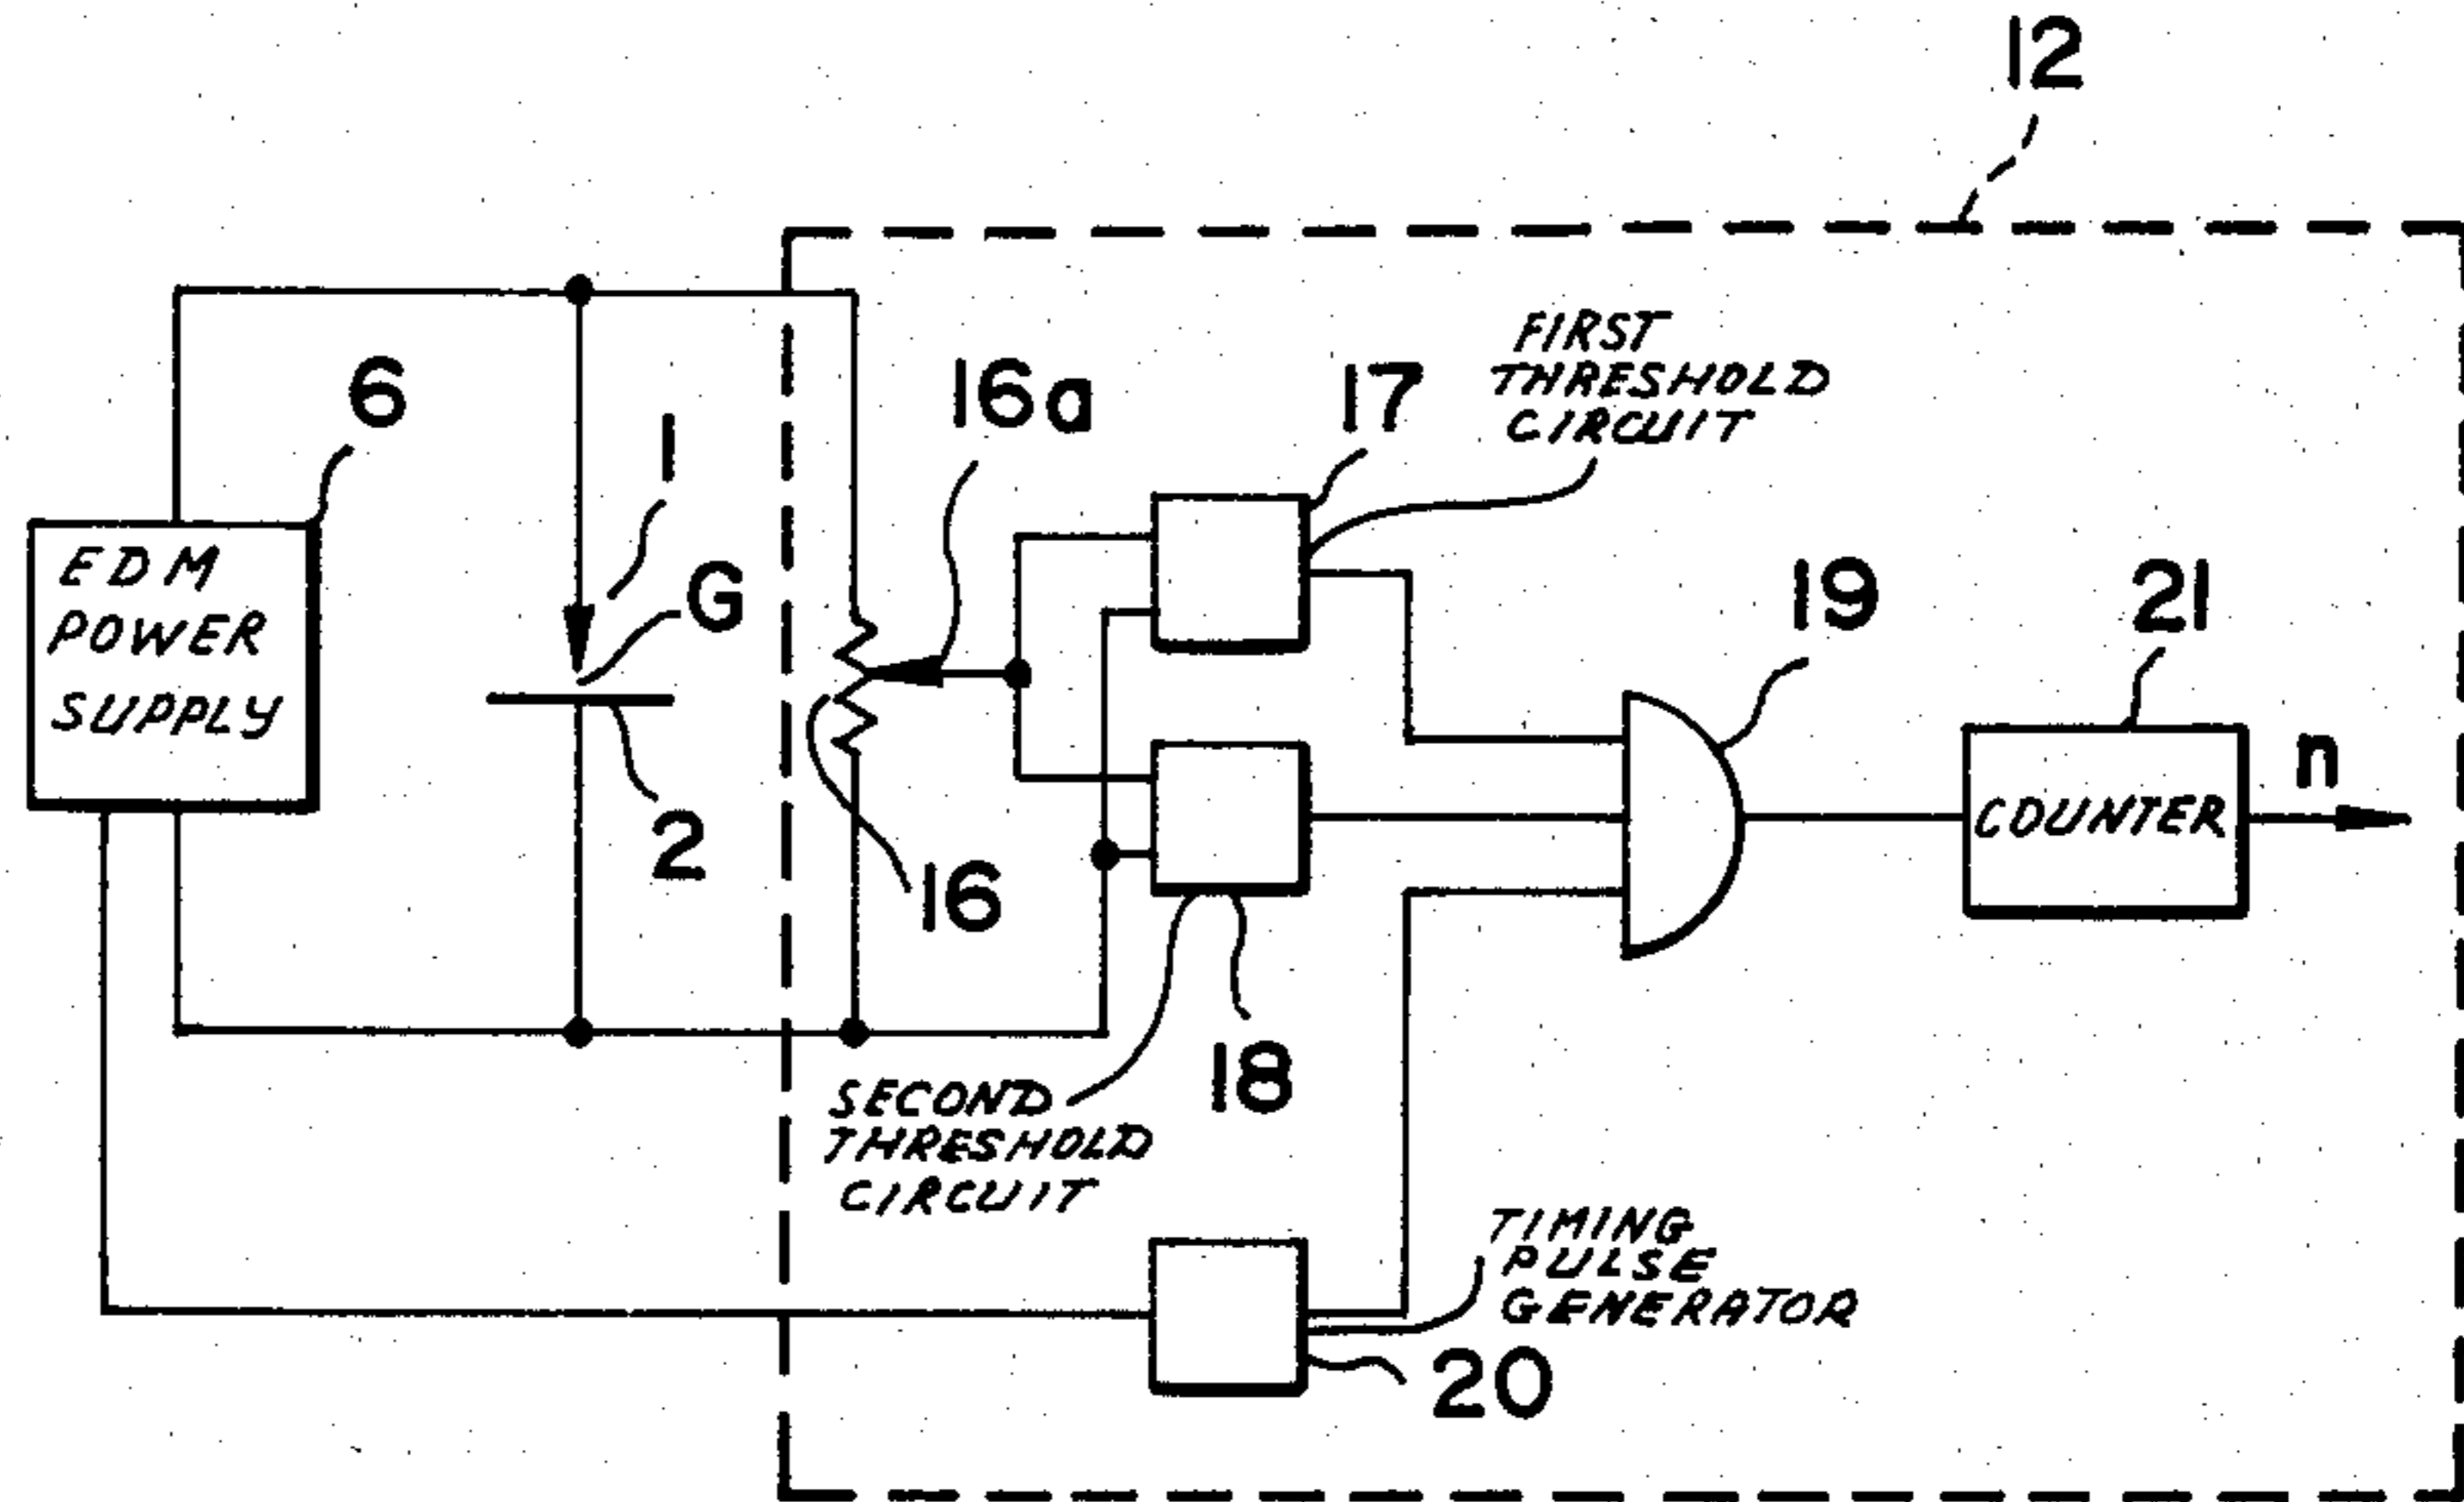 12
FIRST
THRESHOLD
CIRCUIT
17
16a
6
1
EDM
POWER
SUPPLY
G
19
21
n
COUNTER
2
16
18
SECOND
THRESHOLD
CIRCUIT
TIMING
PULSE
GENERATOR
20